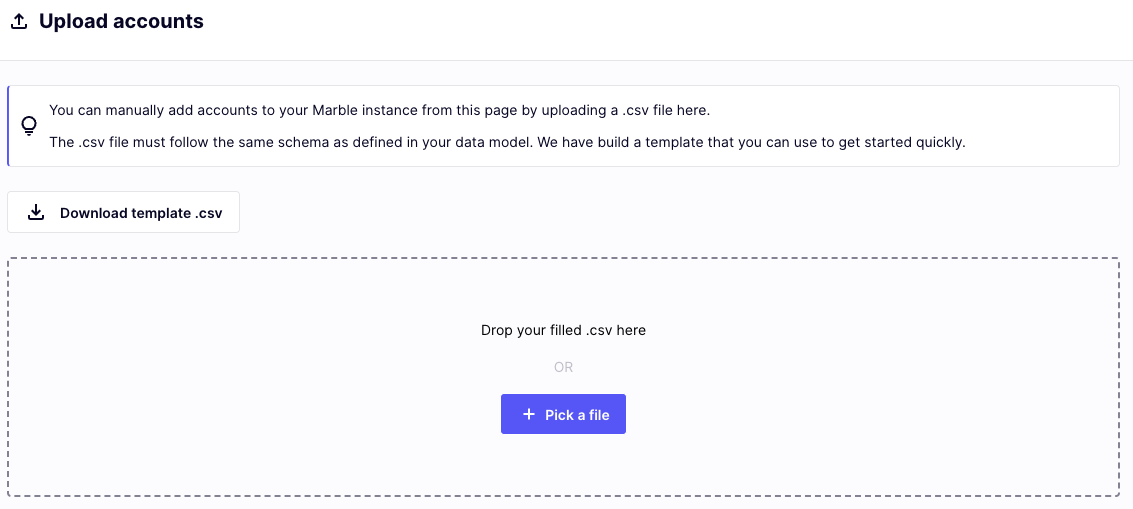 Upload accounts
You can manually add accounts to your Marble instance from this page by uploading a .csv file here.
The .csv file must follow the same schema as defined in your data model. We have build a template that you can use to get started quickly.
Download template .csv
Drop your filled .csv here
OR
Pick a file